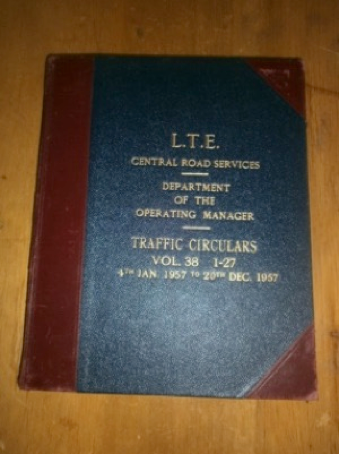 L.T.E.
CENTRAL ROAD SERVICES
DEPARTMENT
OF THE
OPERATING MANAGER
TRAFFIC CIRCULARS
VOL. 38 1-27
4TH JAN. 1957 TO 20TH DEC. 1957